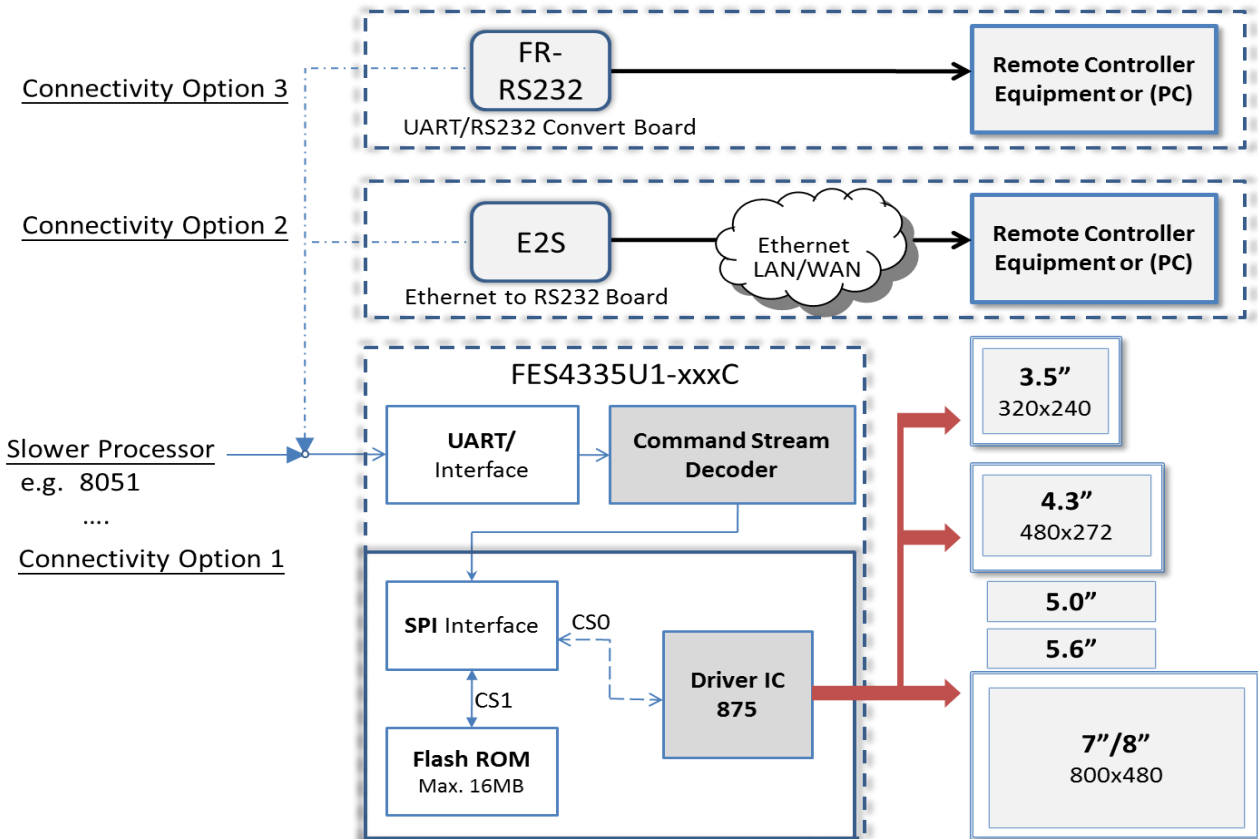 Connectivity Option 3
FR-
RS232
UART/RS232 Convert Board
Remote Controller
Equipment or (PC)
Connectivity Option 2
E2S
Ethernet to RS232 Board
Ethernet
LAN/WAN
Remote Controller
Equipment or (PC)
FES4335U1-xxxC
Slower Processor
e.g. 8051
....
Connectivity Option 1
UART/
Interface
Command Stream
Decoder
SPI Interface
CS0
CS1
Flash ROM
Max. 16MB
Driver IC
875
3.5”
320x240
4.3”
480x272
5.0”
5.6”
7”/8”
800x480